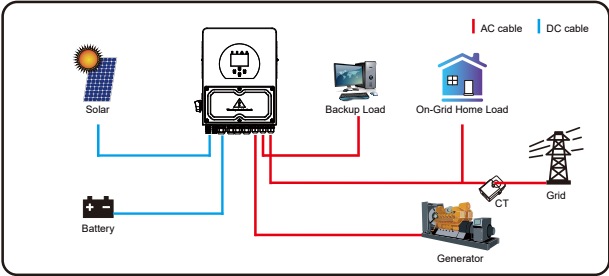 AC cable
DC cable
Solar
Backup Load
On-Grid Home Load
CT
Grid
Battery
Generator